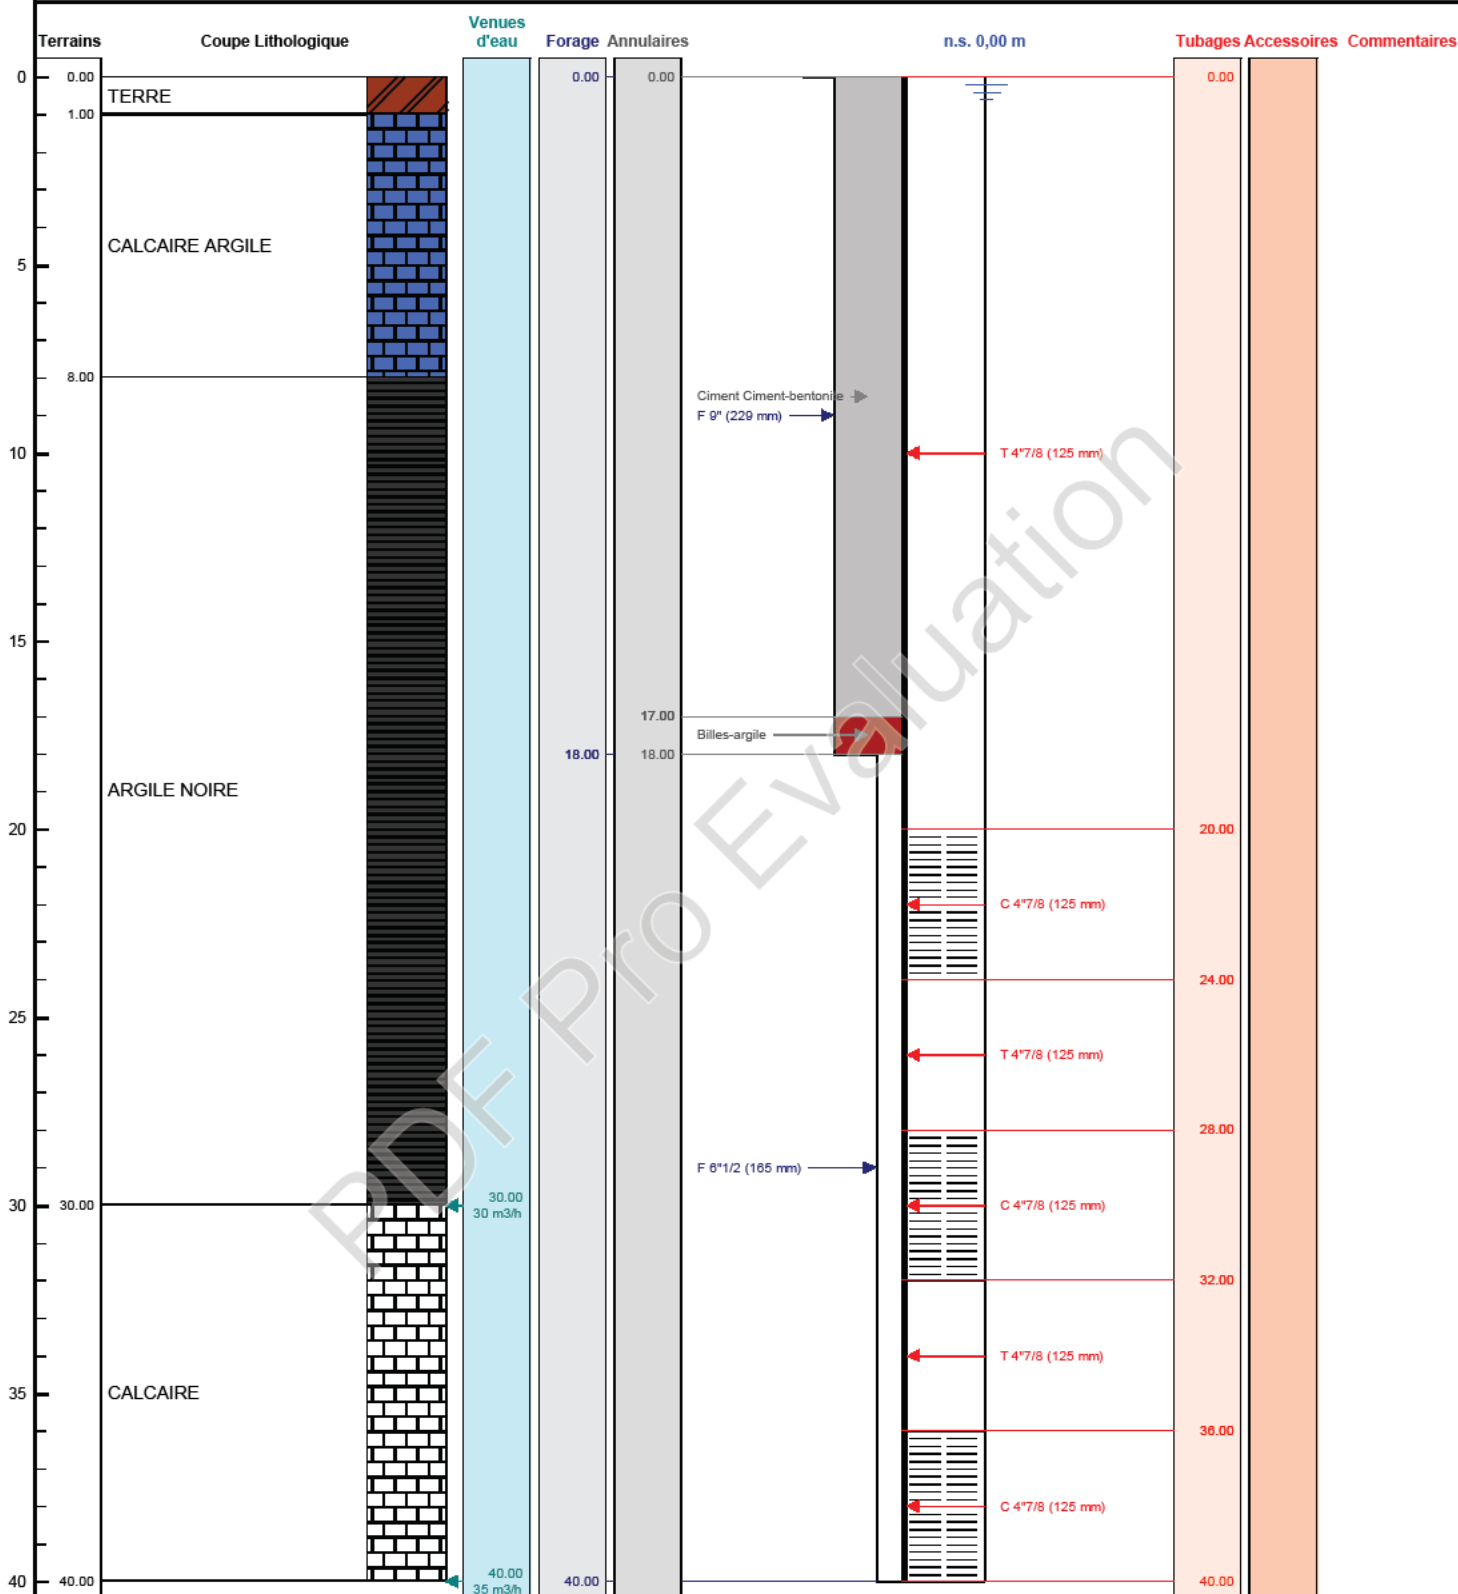 Terrains
Coupe Lithologique
Venues
d'eau
Forage
Annulaires
n.s. 0,00 m
Tubages
Accessoires
Commentaires
0
0.00
0.00
0.00
0.00
TERRE
1.00
CALCAIRE ARGILE
5
8.00
Ciment Ciment-bentonite
F 9" (229 mm)
10
T 4"7/8 (125 mm)
15
17.00
Billes-argile
18.00
18.00
ARGILE NOIRE
20
20.00
C 4"7/8 (125 mm)
24.00
25
T 4"7/8 (125 mm)
28.00
F 6"1/2 (165 mm)
30
30.00
30.00
30 m3/h
C 4"7/8 (125 mm)
32.00
T 4"7/8 (125 mm)
35
CALCAIRE
36.00
C 4"7/8 (125 mm)
40
40.00
40.00
35 m3/h
40.00
40.00
PDF Pro Evaluation